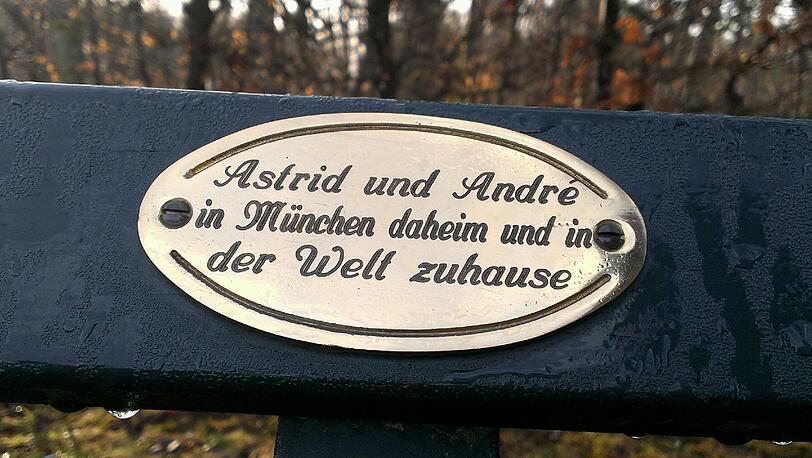 Astrid und André
in München daheim und in
der Welt zuhause